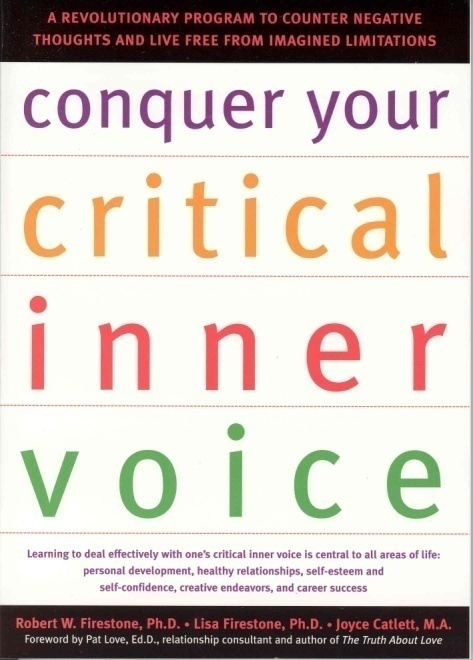 A REVOLUTIONARY PROGRAM TO COUNTER NEGATIVE
THOUGHTS AND LIVE FREE FROM IMAGINED LIMITATIONS
conquer your
critical
inner
voice
Learning to deal effectively with one's critical inner voice is central to all areas of life:
personal development, healthy relationships, self-esteem and
self-confidence, creative endeavors, and career success
Robert W. Firestone, Ph.D. • Lisa Firestone, Ph.D. • Joyce Catlett, M.A.
Foreword by Pat Love, Ed.D., relationship consultant and author of The Truth About Love